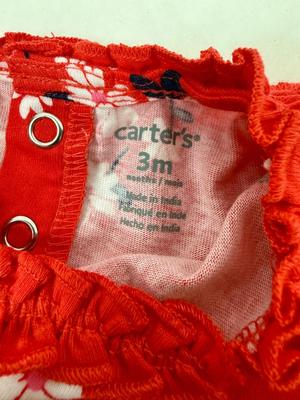 carter's®
3m
months / mois
Made in India
Fabriqué en Inde
Hecho en India